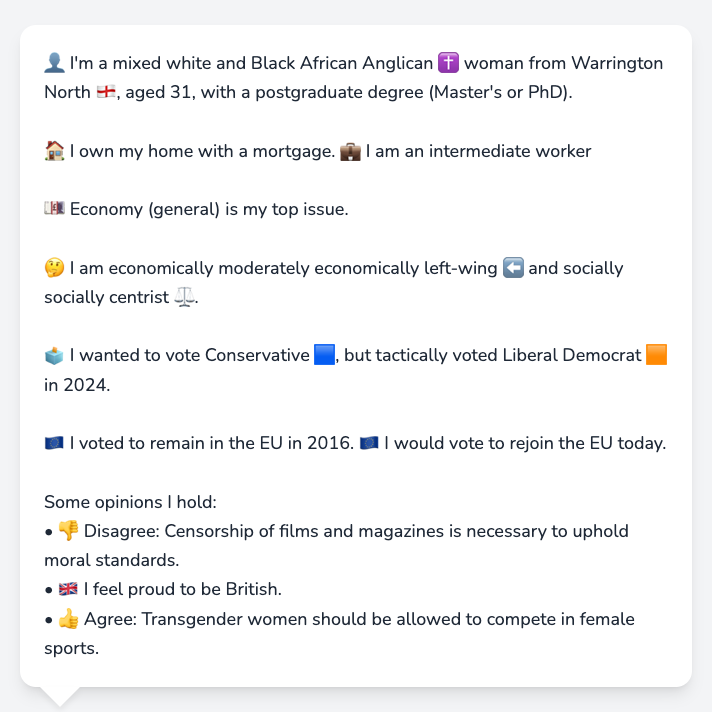 👤 I'm a mixed white and Black African Anglican ✝️ woman from Warrington
North 🏴󠁧󠁢󠁥󠁮󠁧󠁿, aged 31, with a postgraduate degree (Master's or PhD).
🏠 I own my home with a mortgage. 💼 I am an intermediate worker
💷 Economy (general) is my top issue.
🤔 I am economically moderately economically left-wing ⬅️ and socially
socially centrist ⚖️.
🗳️ I wanted to vote Conservative 🟦, but tactically voted Liberal Democrat 🟧
in 2024.
🇪🇺 I voted to remain in the EU in 2016. 🇪🇺 I would vote to rejoin the EU today.
Some opinions I hold:
• 👎 Disagree: Censorship of films and magazines is necessary to uphold
moral standards.
• 🇬🇧 I feel proud to be British.
• 👍 Agree: Transgender women should be allowed to compete in female
sports.